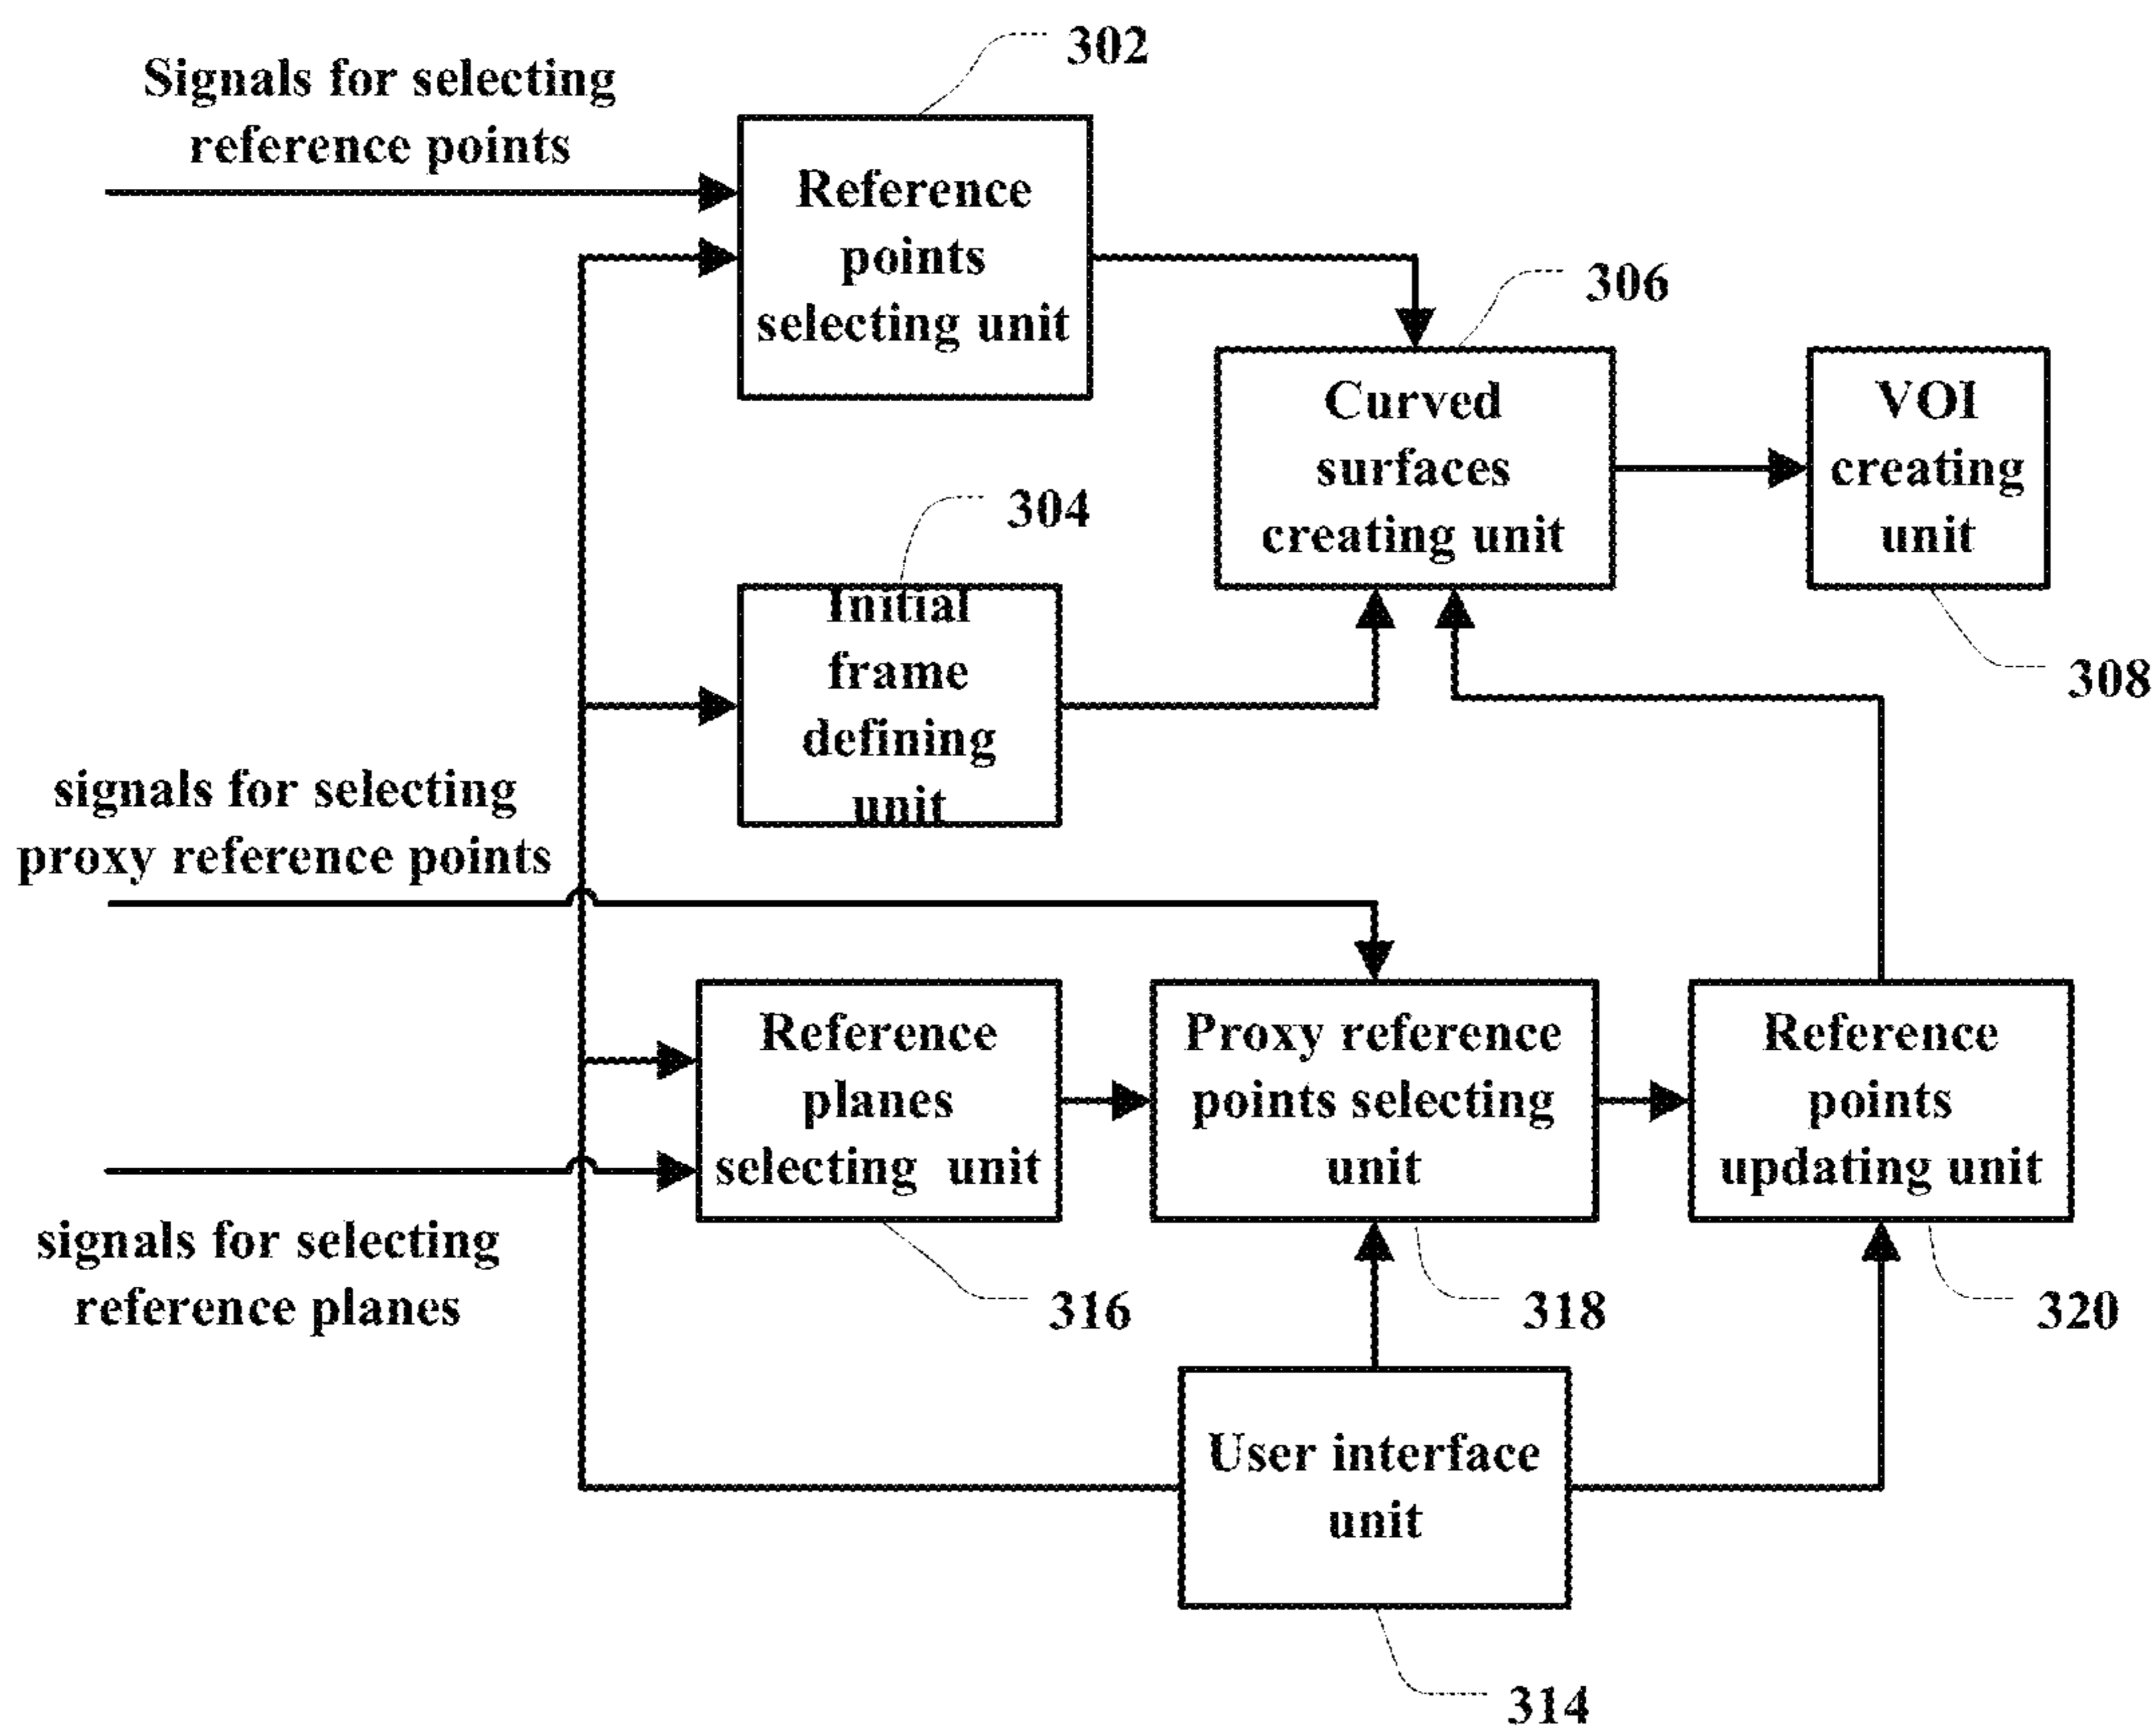 302
Signals for selecting
reference points
Reference
points
selecting unit
306
Curved
surfaces
creating unit
VOI
creating
unit
308
304
Initial
frame
defining
unit
signals for selecting
proxy reference points
Reference
planes
selecting unit
Proxy reference
points selecting
unit
Reference
points
updating unit
signals for selecting
reference planes
316
318
320
User interface
unit
314